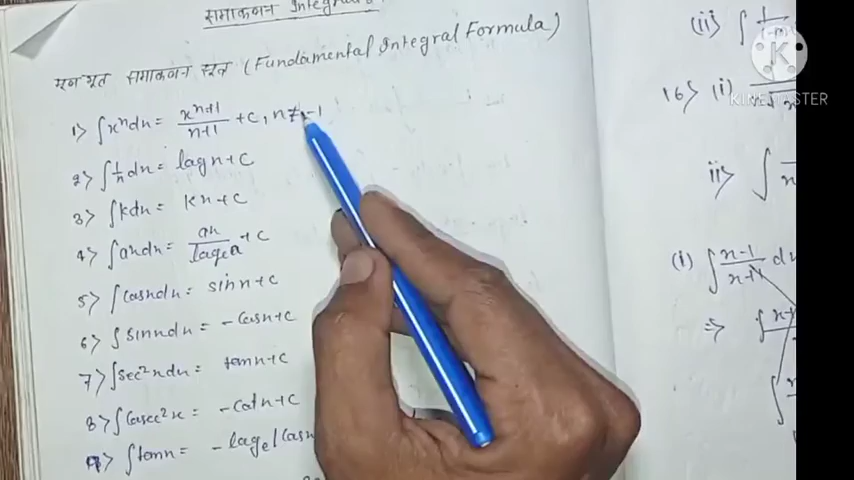 समाकलन Integra
मूलभूत समाकलन सूत्र (Fundamental Integral Formula)
1> ∫xⁿdx = xⁿ⁺¹/n+1 + c, n ≠ -1
2> ∫1/x dx = log x + c
3> ∫kdx = kx + c
4> ∫aˣdx = aˣ/logₑa + c
5> ∫cosxdx = sinx + c
6> ∫sinxdx = -cosx + c
7> ∫sec²xdx = tanx + c
8> ∫cosec²x = -cotx + c
9> ∫tanx = -logₑ|cosx
(ii) ∫
16> (i)
ii> ∫
(i) ∫ x-1/x+1 dx
⇒ ∫
KINEMASTER